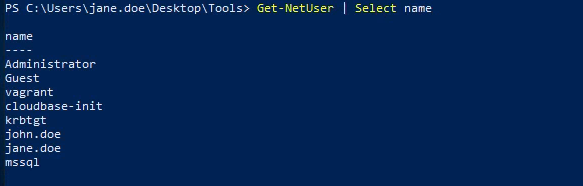 PS C:\Users\jane.doe\Desktop\Tools> Get-NetUser | Select name
name
----
Administrator
Guest
vagrant
cloudbase-init
krbtgt
john.doe
jane.doe
mssql